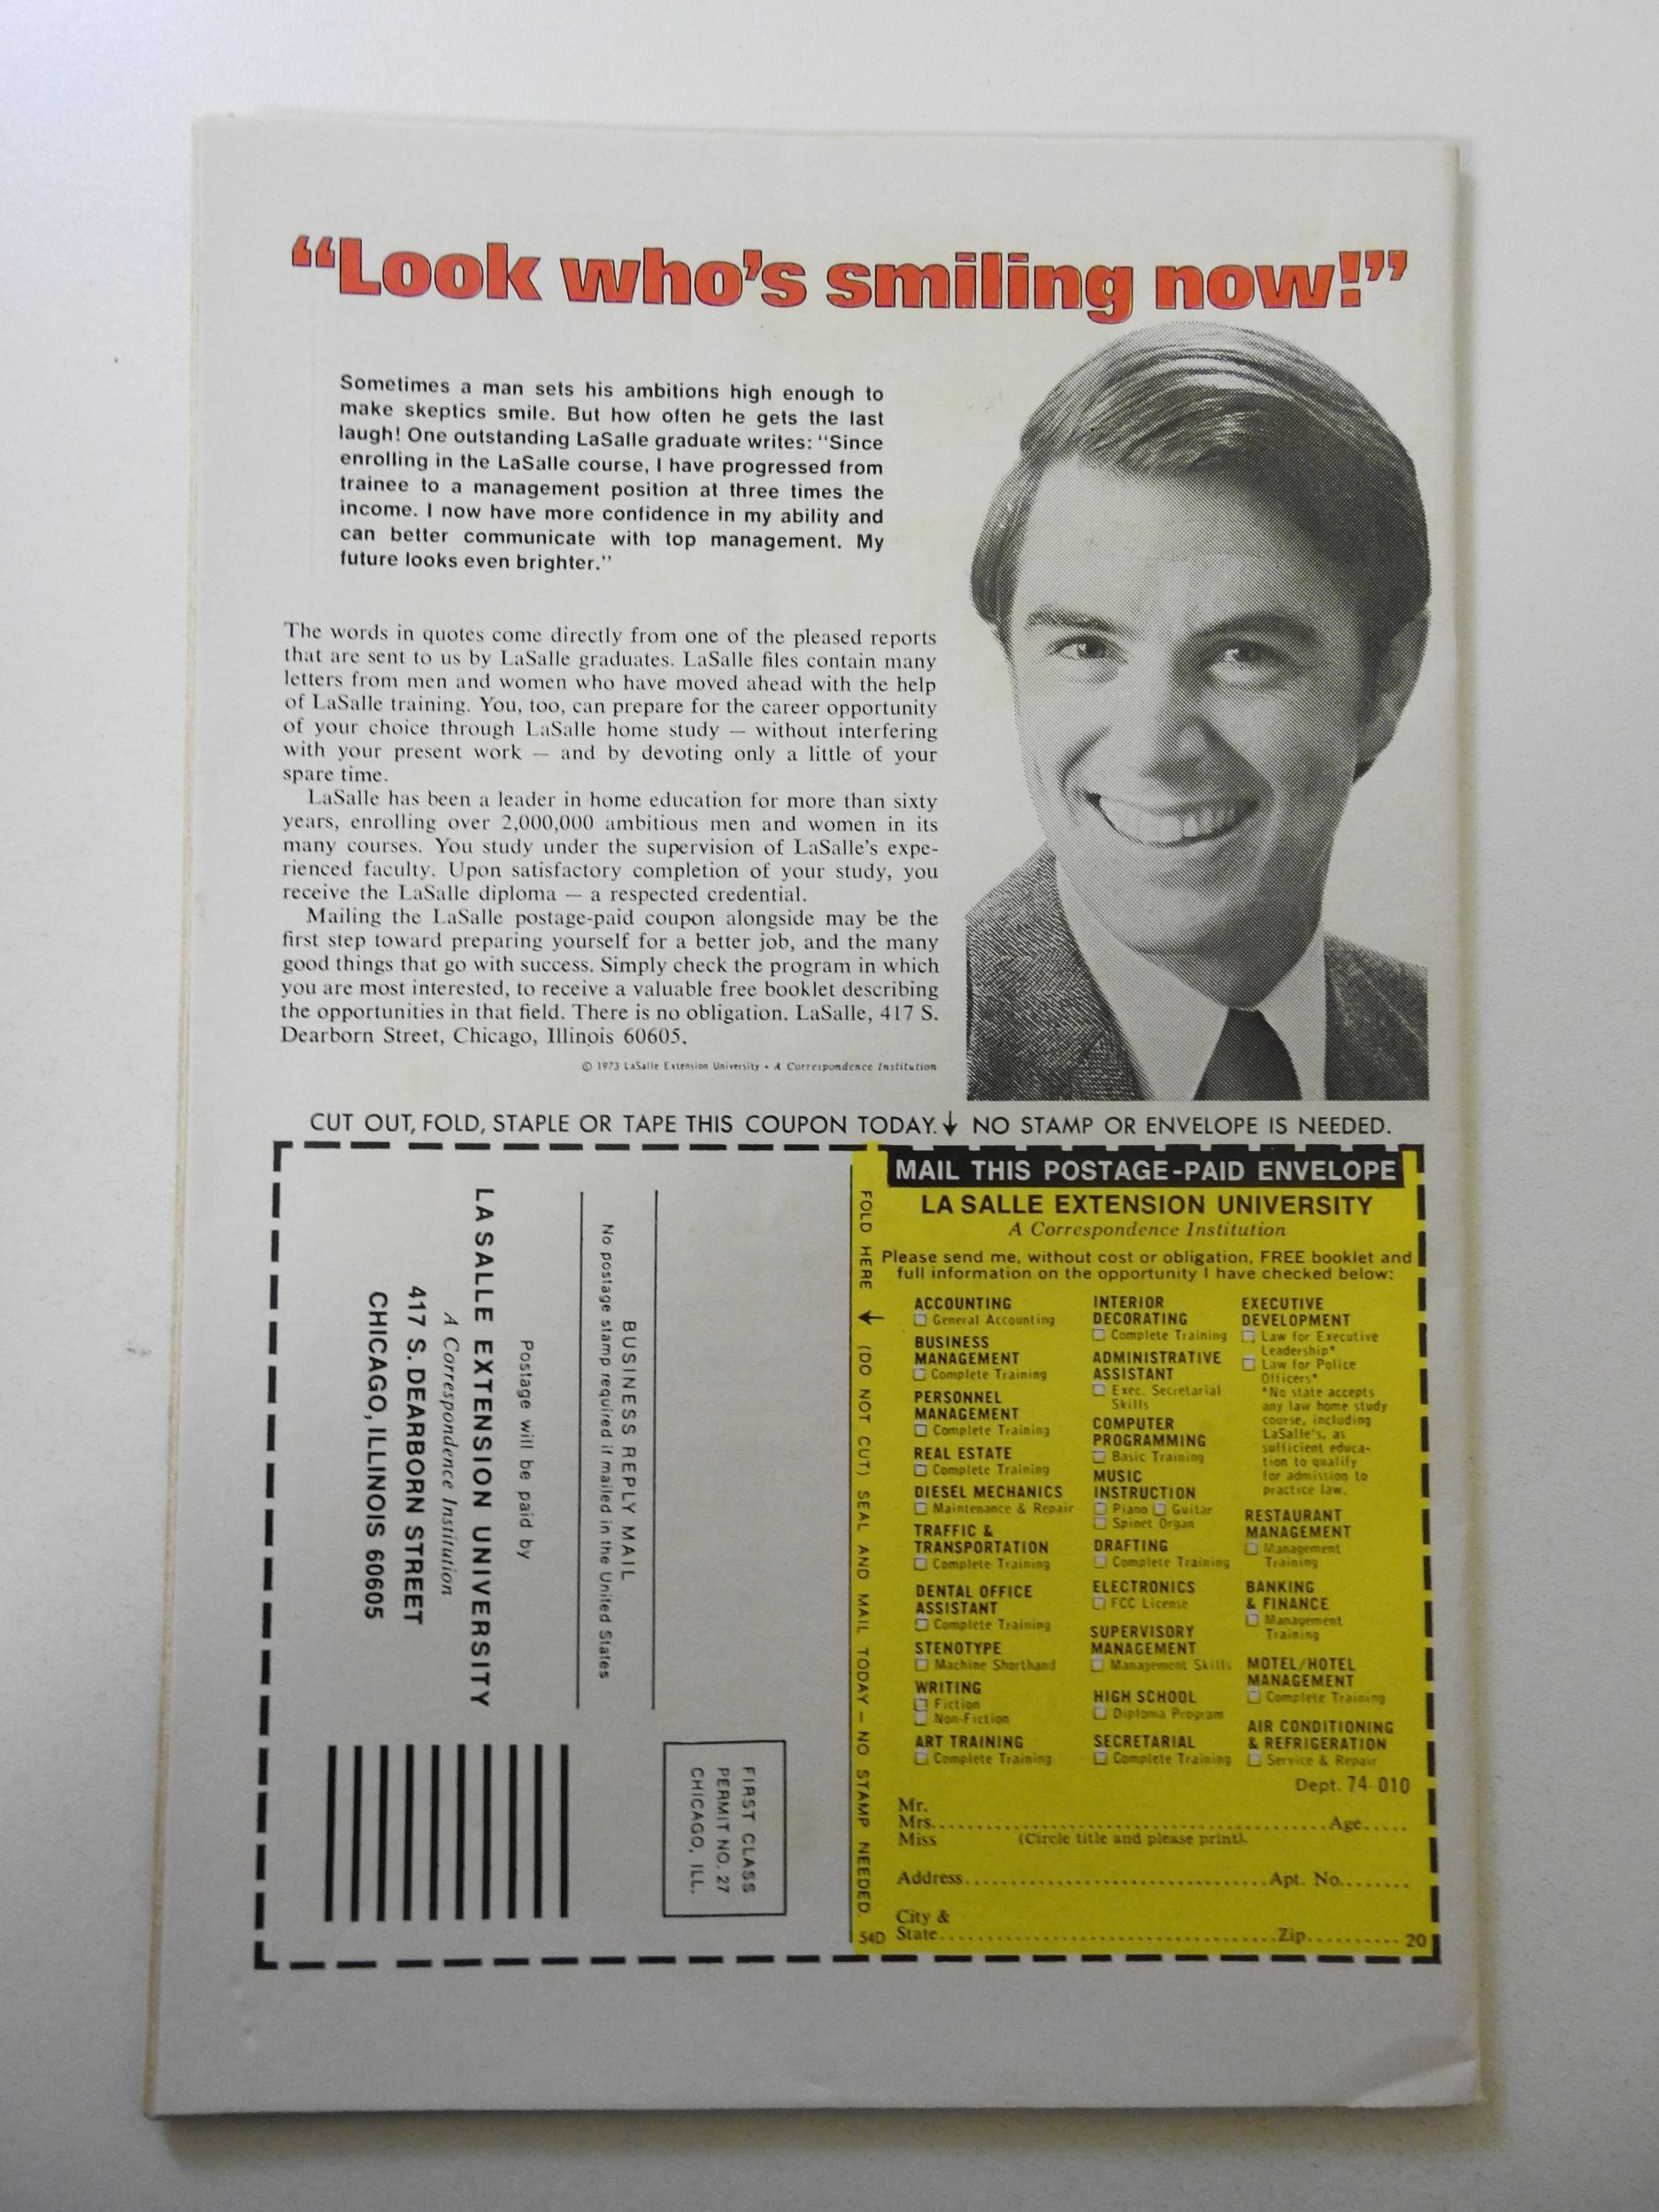 “Look who’s smiling now!”
Sometimes a man sets his ambitions high enough to
make skeptics smile. But how often he gets the last
laugh! One outstanding LaSalle graduate writes: “Since
enrolling in the LaSalle course, I have progressed from
trainee to a management position at three times the
income. I now have more confidence in my ability and
can better communicate with top management. My
future looks even brighter.”
The words in quotes come directly from one of the pleased reports
that are sent to us by LaSalle graduates. LaSalle files contain many
letters from men and women who have moved ahead with the help
of LaSalle training. You, too, can prepare for the career opportunity
of your choice through LaSalle home study — without interfering
with your present work — and by devoting only a little of your
spare time.
LaSalle has been a leader in home education for more than sixty
years, enrolling over 2,000,000 ambitious men and women in its
many courses. You study under the supervision of LaSalle’s expe-
rienced faculty. Upon satisfactory completion of your study, you
receive the LaSalle diploma — a respected credential.
Mailing the LaSalle postage-paid coupon alongside may be the
first step toward preparing yourself for a better job, and the many
good things that go with success. Simply check the program in which
you are most interested, to receive a valuable free booklet describing
the opportunities in that field. There is no obligation. LaSalle, 417 S.
Dearborn Street, Chicago, Illinois 60605.
© 1973 LaSalle Extension University • A Correspondence Institution
CUT OUT, FOLD, STAPLE OR TAPE THIS COUPON TODAY. ↓ NO STAMP OR ENVELOPE IS NEEDED.
FIRST CLASS
PERMIT NO. 27
CHICAGO, ILL.
BUSINESS REPLY MAIL
No postage stamp required if mailed in the United States
Postage will be paid by
LA SALLE EXTENSION UNIVERSITY
A Correspondence Institution
417 S. DEARBORN STREET
CHICAGO, ILLINOIS 60605
FOLD HERE ↓ (DO NOT CUT) SEAL AND MAIL TODAY — NO STAMP NEEDED.
54D
MAIL THIS POSTAGE-PAID ENVELOPE
LA SALLE EXTENSION UNIVERSITY
A Correspondence Institution
Please send me, without cost or obligation, FREE booklet and
full information on the opportunity I have checked below:
ACCOUNTING
☐ General Accounting
BUSINESS
MANAGEMENT
☐ Complete Training
PERSONNEL
MANAGEMENT
☐ Complete Training
REAL ESTATE
☐ Complete Training
DIESEL MECHANICS
☐ Maintenance & Repair
TRAFFIC &
TRANSPORTATION
☐ Complete Training
DENTAL OFFICE
ASSISTANT
☐ Complete Training
STENOTYPE
☐ Machine Shorthand
WRITING
☐ Fiction
☐ Non-Fiction
ART TRAINING
☐ Complete Training
INTERIOR
DECORATING
☐ Complete Training
ADMINISTRATIVE
ASSISTANT
☐ Exec. Secretarial
Skills
COMPUTER
PROGRAMMING
☐ Basic Training
MUSIC
INSTRUCTION
☐ Piano ☐ Guitar
☐ Spinet Organ
DRAFTING
☐ Complete Training
ELECTRONICS
☐ FCC License
SUPERVISORY
MANAGEMENT
☐ Management Skills
HIGH SCHOOL
☐ Diploma Program
SECRETARIAL
☐ Complete Training
EXECUTIVE
DEVELOPMENT
☐ Law for Executive
Leadership*
☐ Law for Police
Officers*
*No state accepts
any law home study
course, including
LaSalle’s, as
sufficient educa-
tion to qualify
for admission to
practice law.
RESTAURANT
MANAGEMENT
☐ Management
Training
BANKING
& FINANCE
☐ Management
Training
MOTEL/HOTEL
MANAGEMENT
☐ Complete Training
AIR CONDITIONING
& REFRIGERATION
☐ Service & Repair
Dept. 74-010
Mr.
Mrs. Age
Miss (Circle title and please print).
Address Apt. No.
City &
State Zip 20